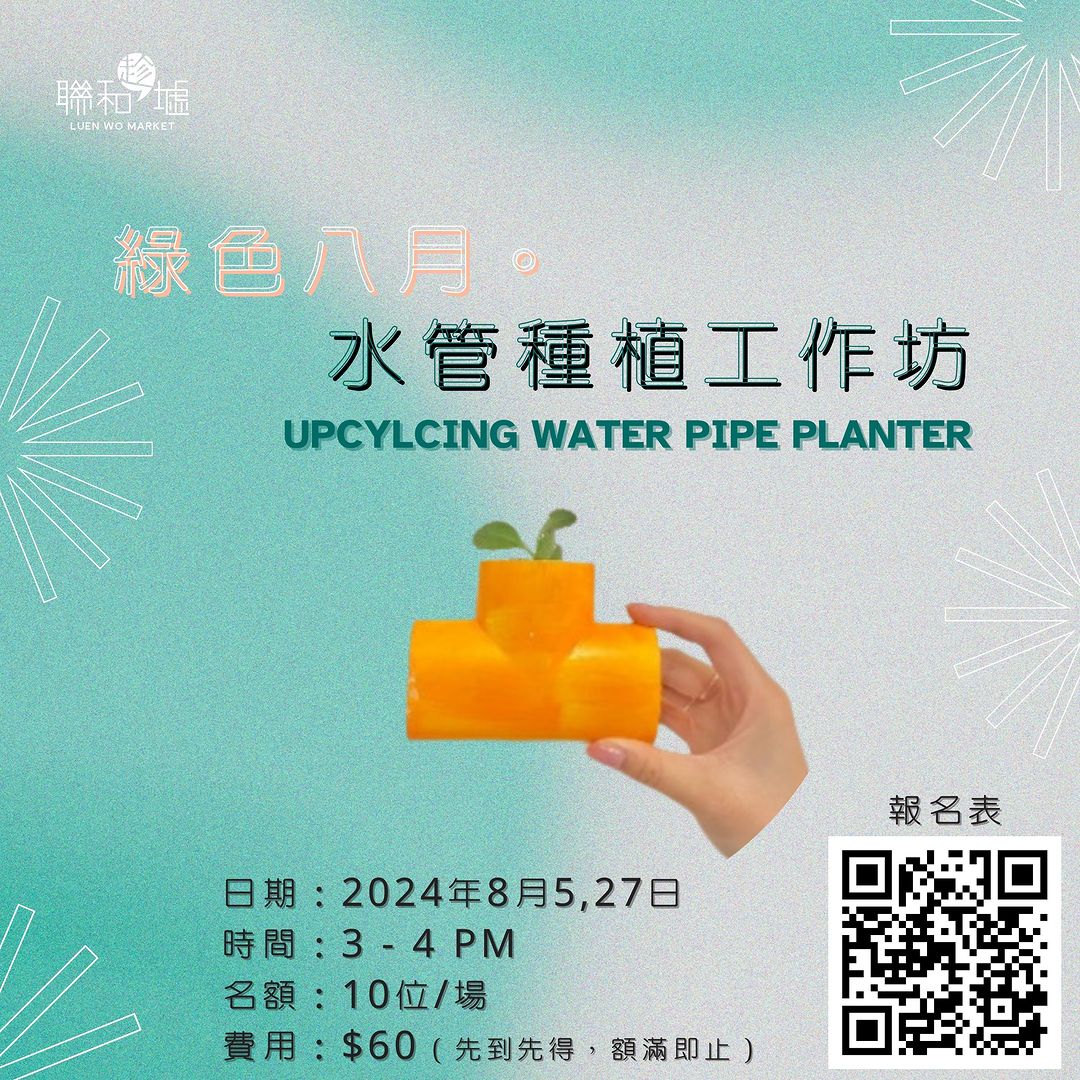 趁
聯和墟
LUEN WO MARKET
綠色八月。
水管種植工作坊
UPCYLCING WATER PIPE PLANTER
報名表
日期：2024年8月5,27日
時間：3 - 4 PM
名額：10位/場
費用：$60（先到先得，額滿即止）